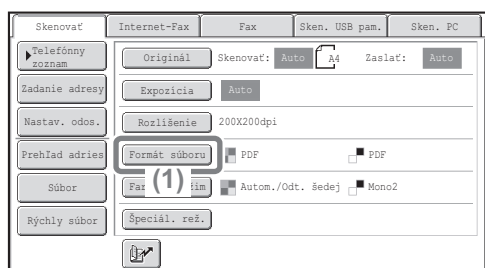 Skenovať Internet-Fax Fax Sken. USB pam. Sken. PC
Telefónny zoznam
Originál Skenovať: Auto A4 Zaslať: Auto
Zadanie adresy Expozícia Auto
Nastav. odos. Rozlíšenie 200X200dpi
Prehľad adries Formát súboru PDF PDF
(1)
Súbor Autom./Odt. šedej Mono2
Rýchly súbor Špeciál. rež.